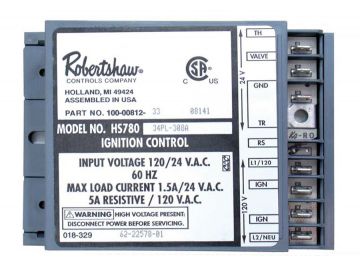 Robertshaw
CONTROLS COMPANY
HOLLAND, MI 49424
ASSEMBLED IN USA
PART NO. 100-00812- 33 08141
MODEL NO. HS780 34PL-308A
IGNITION CONTROL
INPUT VOLTAGE 120/24 V.A.C.
60 HZ
MAX LOAD CURRENT 1.5A/24 V.A.C.
5A RESISTIVE / 120 V.A.C.
WARNING HIGH VOLTAGE PRESENT.
DISCONNECT POWER BEFORE SERVICING.
018-329 62-22578-01
CSA
TH
VALVE
24 V
GND
TR
RS
L1/120
IGN
120 V
IGN
L2/NEU